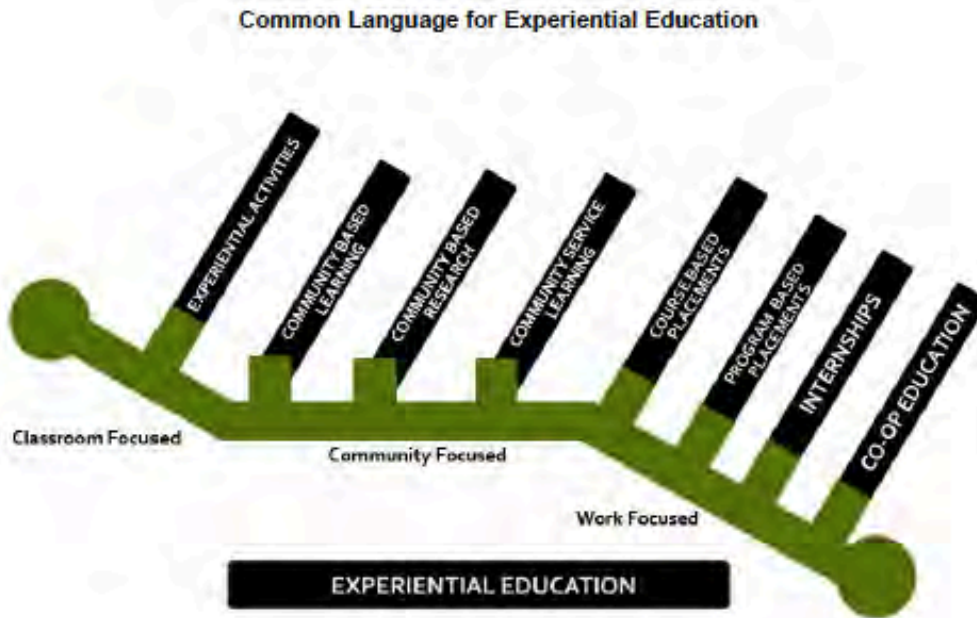 Common Language for Experiential Education
EXPERIENTIAL ACTIVITIES
COMMUNITY BASED
LEARNING
COMMUNITY BASED
RESEARCH
COMMUNITY SERVICE
LEARNING
COURSE BASED
PLACEMENTS
PROGRAM BASED
PLACEMENTS
INTERNSHIPS
CO-OP EDUCATION
Classroom Focused
Community Focused
Work Focused
EXPERIENTIAL EDUCATION